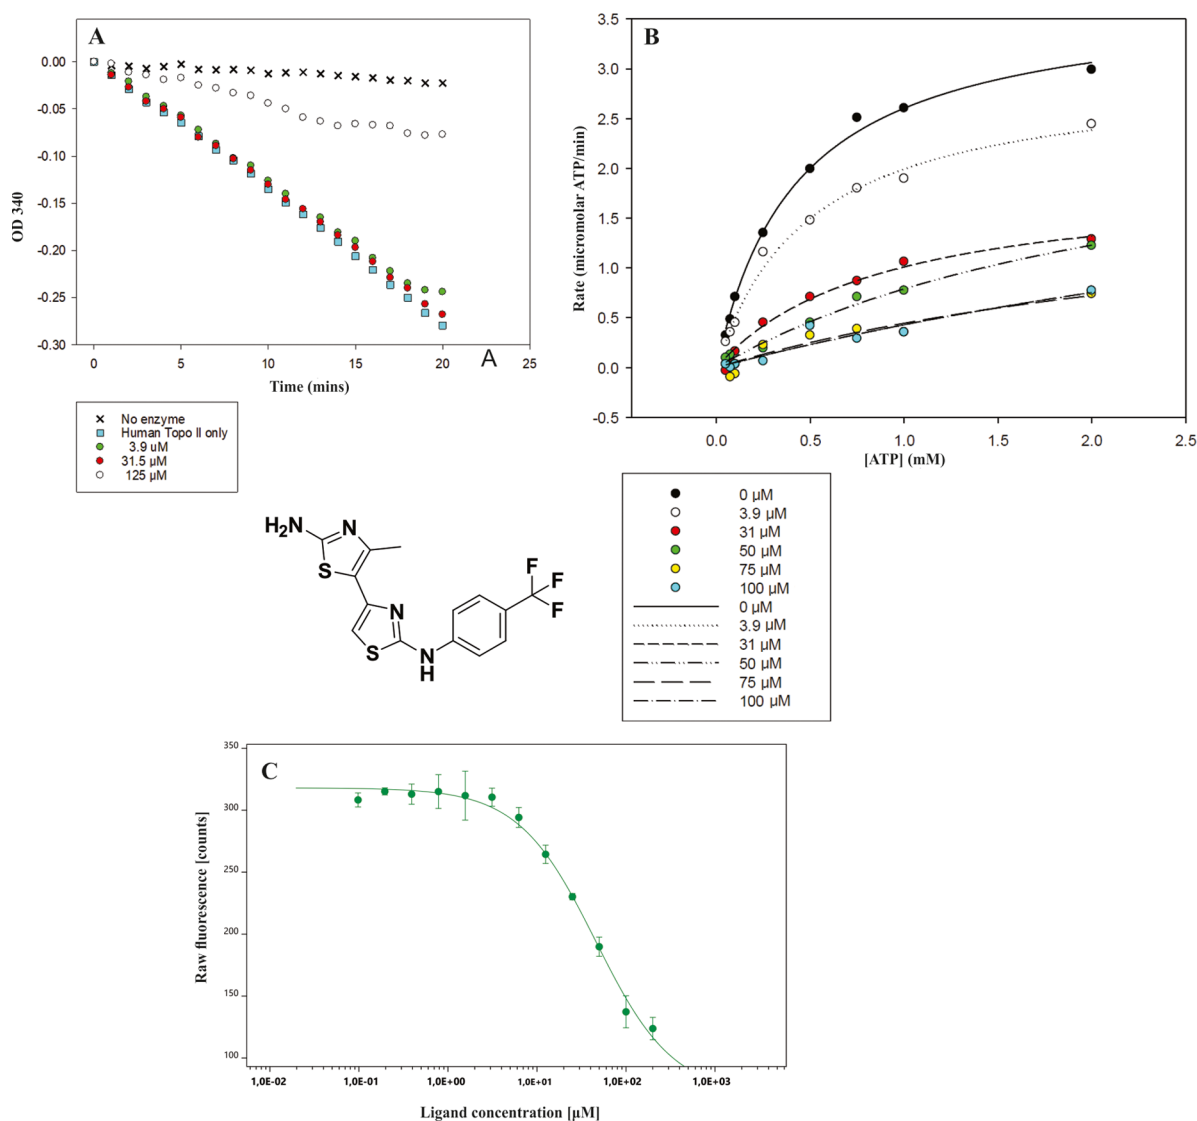 A
0.00
-0.05
-0.10
-0.15
-0.20
-0.25
-0.30
OD 340
0
5
10
15
20
25
A
Time (mins)
No enzyme
Human Topo II only
3.9 uM
31.5 µM
125 µM
B
3.5
3.0
2.5
2.0
1.5
1.0
0.5
0.0
-0.5
Rate (micromolar ATP/min)
0.0
0.5
1.0
1.5
2.0
2.5
[ATP] (mM)
0 µM
3.9 µM
31 µM
50 µM
75 µM
100 µM
0 µM
3.9 µM
31 µM
50 µM
75 µM
100 µM
H2N
N
S
N
S
N
H
F
F
F
C
350
300
250
200
150
100
Raw fluorescence [counts]
1,0E-02
1,0E-01
1,0E+00
1,0E+01
1,0E+02
1,0E+03
Ligand concentration [µM]